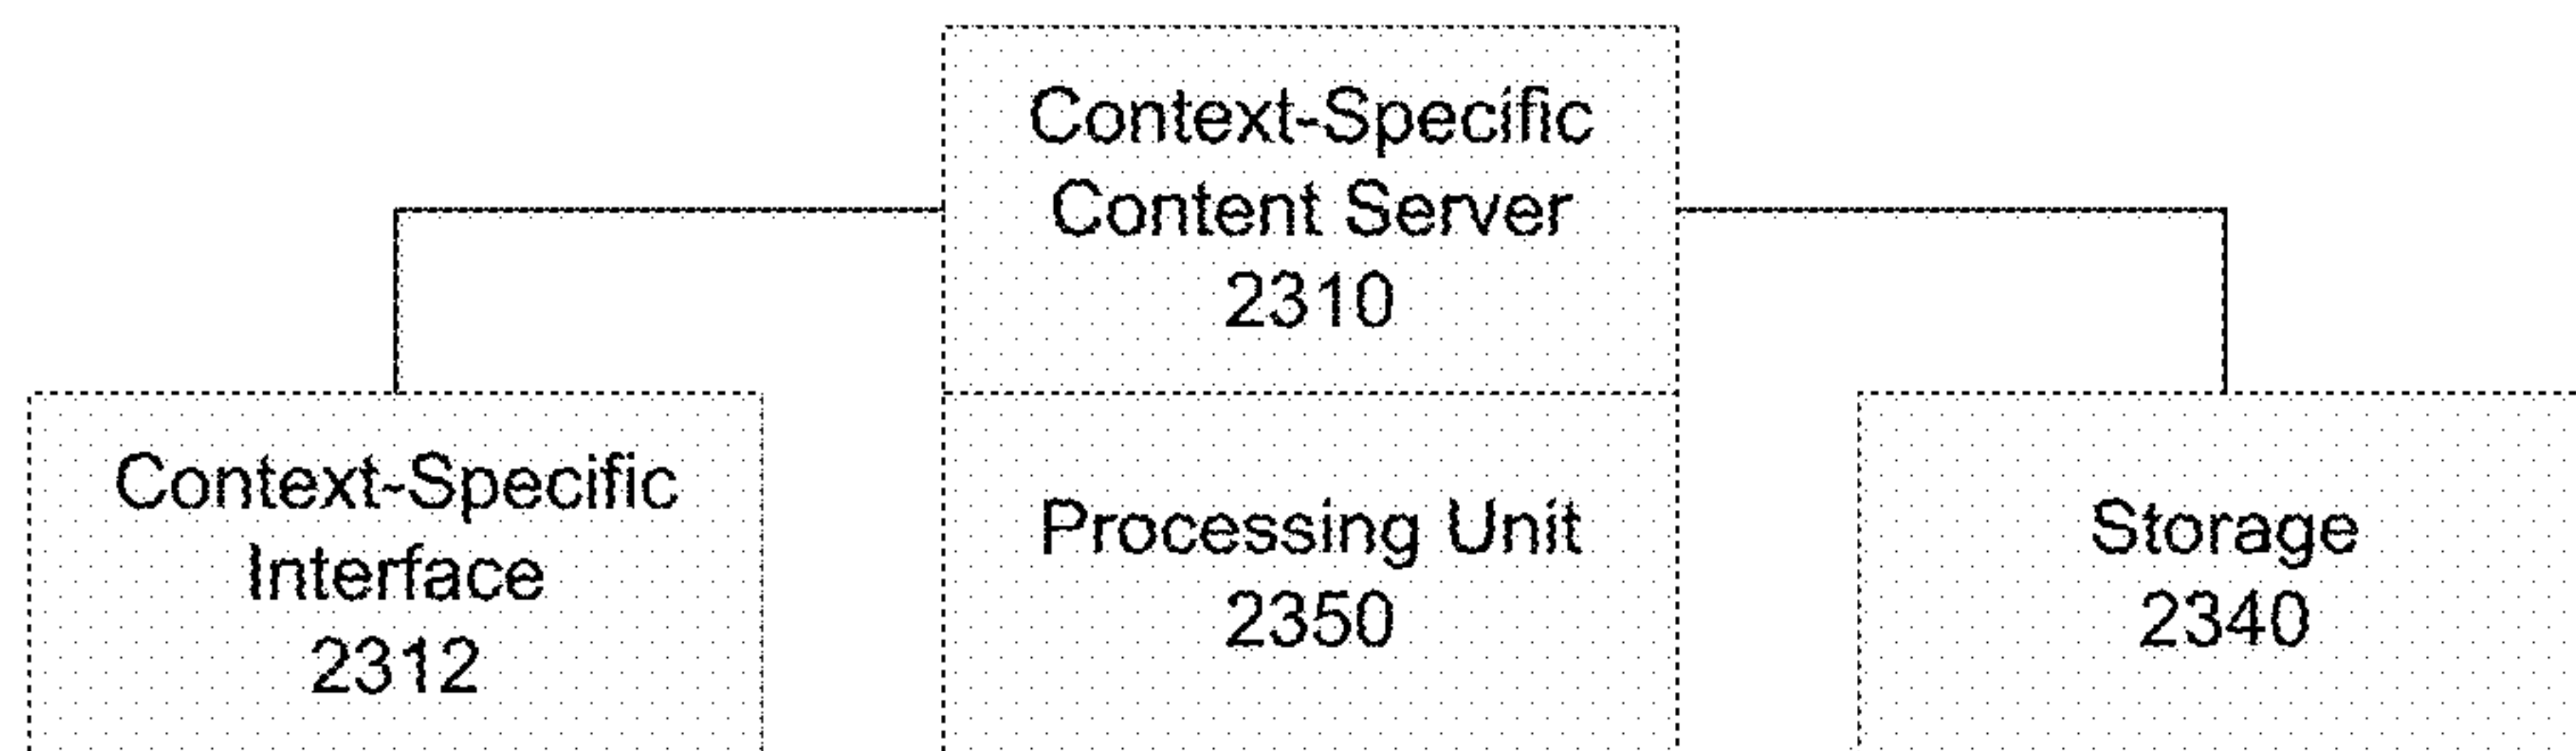 Context-Specific
Content Server
2310
Context-Specific
Interface
2312
Processing Unit
2350
Storage
2340